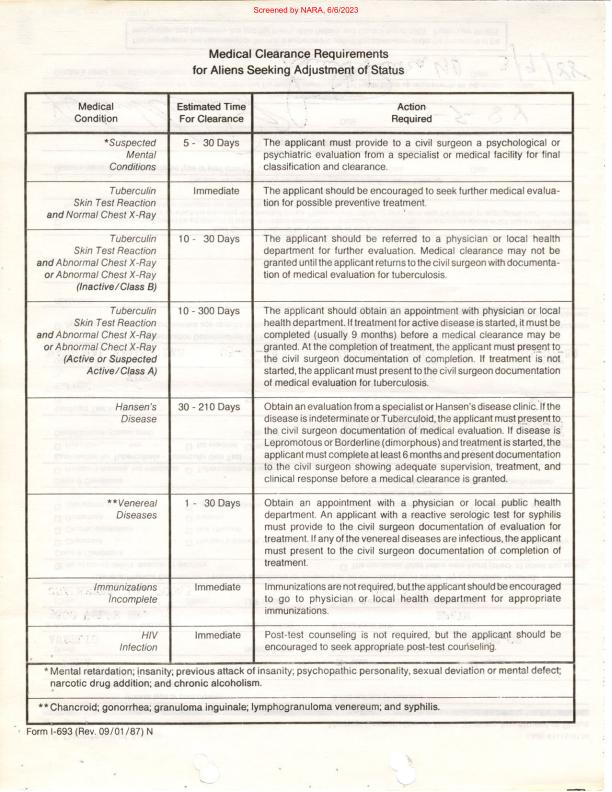 Screened by NARA, 6/6/2023
Medical Clearance Requirements
for Aliens Seeking Adjustment of Status
Medical
Condition
Estimated Time
For Clearance
Action
Required
*Suspected
Mental
Conditions
5 - 30 Days
The applicant must provide to a civil surgeon a psychological or
psychiatric evaluation from a specialist or medical facility for final
classification and clearance.
Tuberculin
Skin Test Reaction
and Normal Chest X-Ray
Immediate
The applicant should be encouraged to seek further medical evalua-
tion for possible preventive treatment.
Tuberculin
Skin Test Reaction
and Abnormal Chest X-Ray
or Abnormal Chest X-Ray
(Inactive/Class B)
10 - 30 Days
The applicant should be referred to a physician or local health
department for further evaluation. Medical clearance may not be
granted until the applicant returns to the civil surgeon with documenta-
tion of medical evaluation for tuberculosis.
Tuberculin
Skin Test Reaction
and Abnormal Chest X-Ray
or Abnormal Chest X-Ray
(Active or Suspected
Active/Class A)
10 - 300 Days
The applicant should obtain an appointment with physician or local
health department. If treatment for active disease is started, it must be
completed (usually 9 months) before a medical clearance may be
granted. At the completion of treatment, the applicant must present to
the civil surgeon documentation of completion. If treatment is not
started, the applicant must present to the civil surgeon documentation
of medical evaluation for tuberculosis.
Hansen's
Disease
30 - 210 Days
Obtain an evaluation from a specialist or Hansen's disease clinic. If the
disease is indeterminate or Tuberculoid, the applicant must present to
the civil surgeon documentation of medical evaluation. If disease is
Lepromotous or Borderline (dimorphous) and treatment is started, the
applicant must complete at least 6 months and present documentation
to the civil surgeon showing adequate supervision, treatment, and
clinical response before a medical clearance is granted.
**Venereal
Diseases
1 - 30 Days
Obtain an appointment with a physician or local public health
department. An applicant with a reactive serologic test for syphilis
must provide to the civil surgeon documentation of evaluation for
treatment. If any of the venereal diseases are infectious, the applicant
must present to the civil surgeon documentation of completion of
treatment.
Immunizations
Incomplete
Immediate
Immunizations are not required, but the applicant should be encouraged
to go to physician or local health department for appropriate
immunizations.
HIV
Infection
Immediate
Post-test counseling is not required, but the applicant should be
encouraged to seek appropriate post-test counseling.
* Mental retardation; insanity; previous attack of insanity; psychopathic personality, sexual deviation or mental defect;
narcotic drug addition; and chronic alcoholism.
** Chancroid; gonorrhea; granuloma inguinale; lymphogranuloma venereum; and syphilis.
Form I-693 (Rev. 09/01/87) N